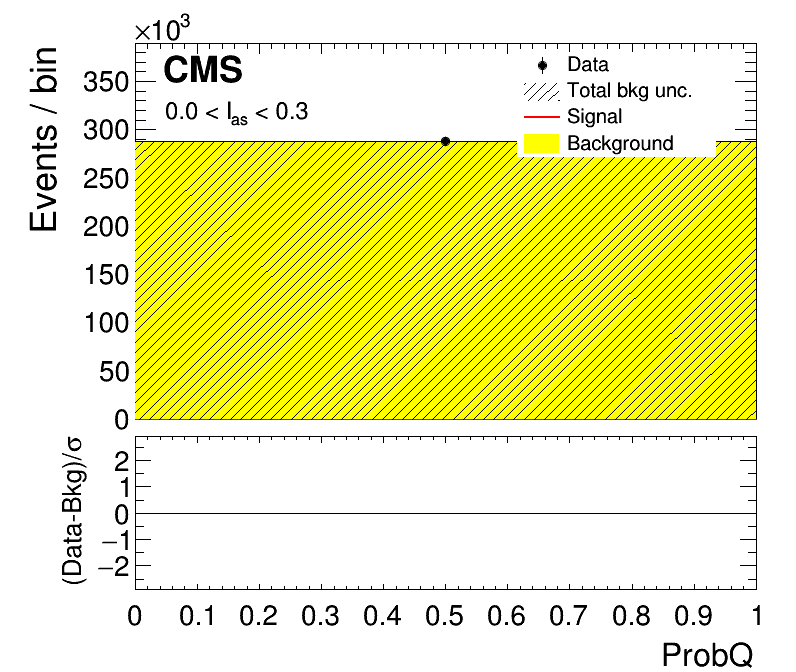 ×10³
Events / bin
CMS
0.0 < Ias < 0.3
Data
Total bkg unc.
Signal
Background
350
300
250
200
150
100
50
0
(Data-Bkg)/σ
2
1
0
−1
−2
0 0.1 0.2 0.3 0.4 0.5 0.6 0.7 0.8 0.9 1
ProbQ